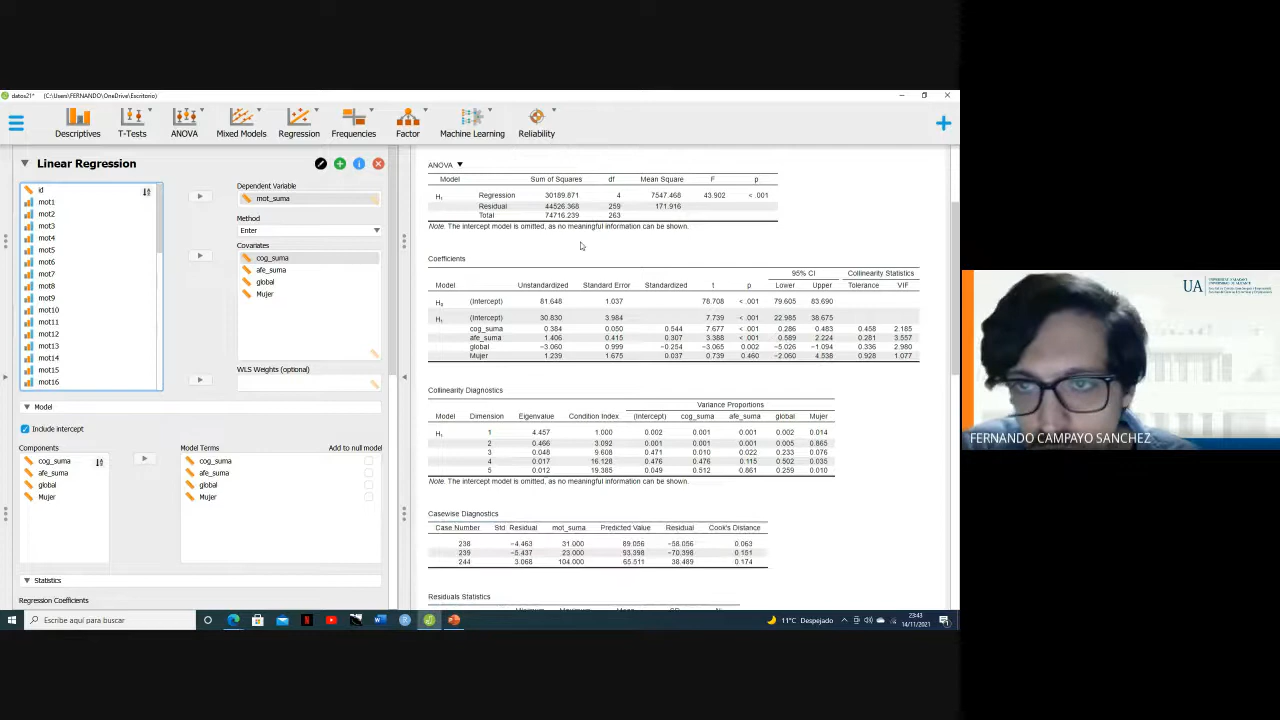 datos21* (C:\Users\FERNANDO\OneDrive\Escritorio)
Descriptives T-Tests ANOVA Mixed Models Regression Frequencies Factor Machine Learning Reliability
Linear Regression
id
mot1
mot2
mot3
mot4
mot5
mot6
mot7
mot8
mot9
mot10
mot11
mot12
mot13
mot14
mot15
mot16
Dependent Variable
mot_suma
Method
Enter
Covariates
cog_suma
afe_suma
global
Mujer
WLS Weights (optional)
Model
Include intercept
Components
cog_suma
afe_suma
global
Mujer
Model Terms Add to null model
cog_suma
afe_suma
global
Mujer
Statistics
Regression Coefficients
ANOVA
Model Sum of Squares df Mean Square F p
H₁ Regression 30189.871 4 7547.468 43.902 < .001
Residual 44526.368 259 171.916
Total 74716.239 263
Note. The intercept model is omitted, as no meaningful information can be shown.
Coefficients
95% CI Collinearity Statistics
Model Unstandardized Standard Error Standardized t p Lower Upper Tolerance VIF
H₀ (Intercept) 81.648 1.037 78.708 < .001 79.605 83.690
H₁ (Intercept) 30.830 3.984 7.739 < .001 22.985 38.675
cog_suma 0.384 0.050 0.544 7.677 < .001 0.286 0.483 0.458 2.185
afe_suma 1.406 0.415 0.307 3.388 < .001 0.589 2.224 0.281 3.557
global −3.060 0.999 −0.254 −3.065 0.002 −5.026 −1.094 0.336 2.980
Mujer 1.239 1.675 0.037 0.739 0.460 −2.060 4.538 0.928 1.077
Collinearity Diagnostics
Variance Proportions
Model Dimension Eigenvalue Condition Index (Intercept) cog_suma afe_suma global Mujer
H₁ 1 4.457 1.000 0.002 0.001 0.001 0.002 0.014
2 0.466 3.092 0.001 0.001 0.001 0.005 0.865
3 0.048 9.608 0.471 0.010 0.022 0.233 0.076
4 0.017 16.128 0.476 0.476 0.115 0.502 0.035
5 0.012 19.385 0.049 0.512 0.861 0.259 0.010
Note. The intercept model is omitted, as no meaningful information can be shown.
Casewise Diagnostics
Case Number Std. Residual mot_suma Predicted Value Residual Cook's Distance
238 −4.463 31.000 89.056 −58.056 0.063
239 −5.437 23.000 93.398 −70.398 0.151
244 3.068 104.000 65.511 38.489 0.174
Residuals Statistics
Escribe aquí para buscar
11°C Despejado
23:43
14/11/2021
UA
FERNANDO CAMPAYO SANCHEZ